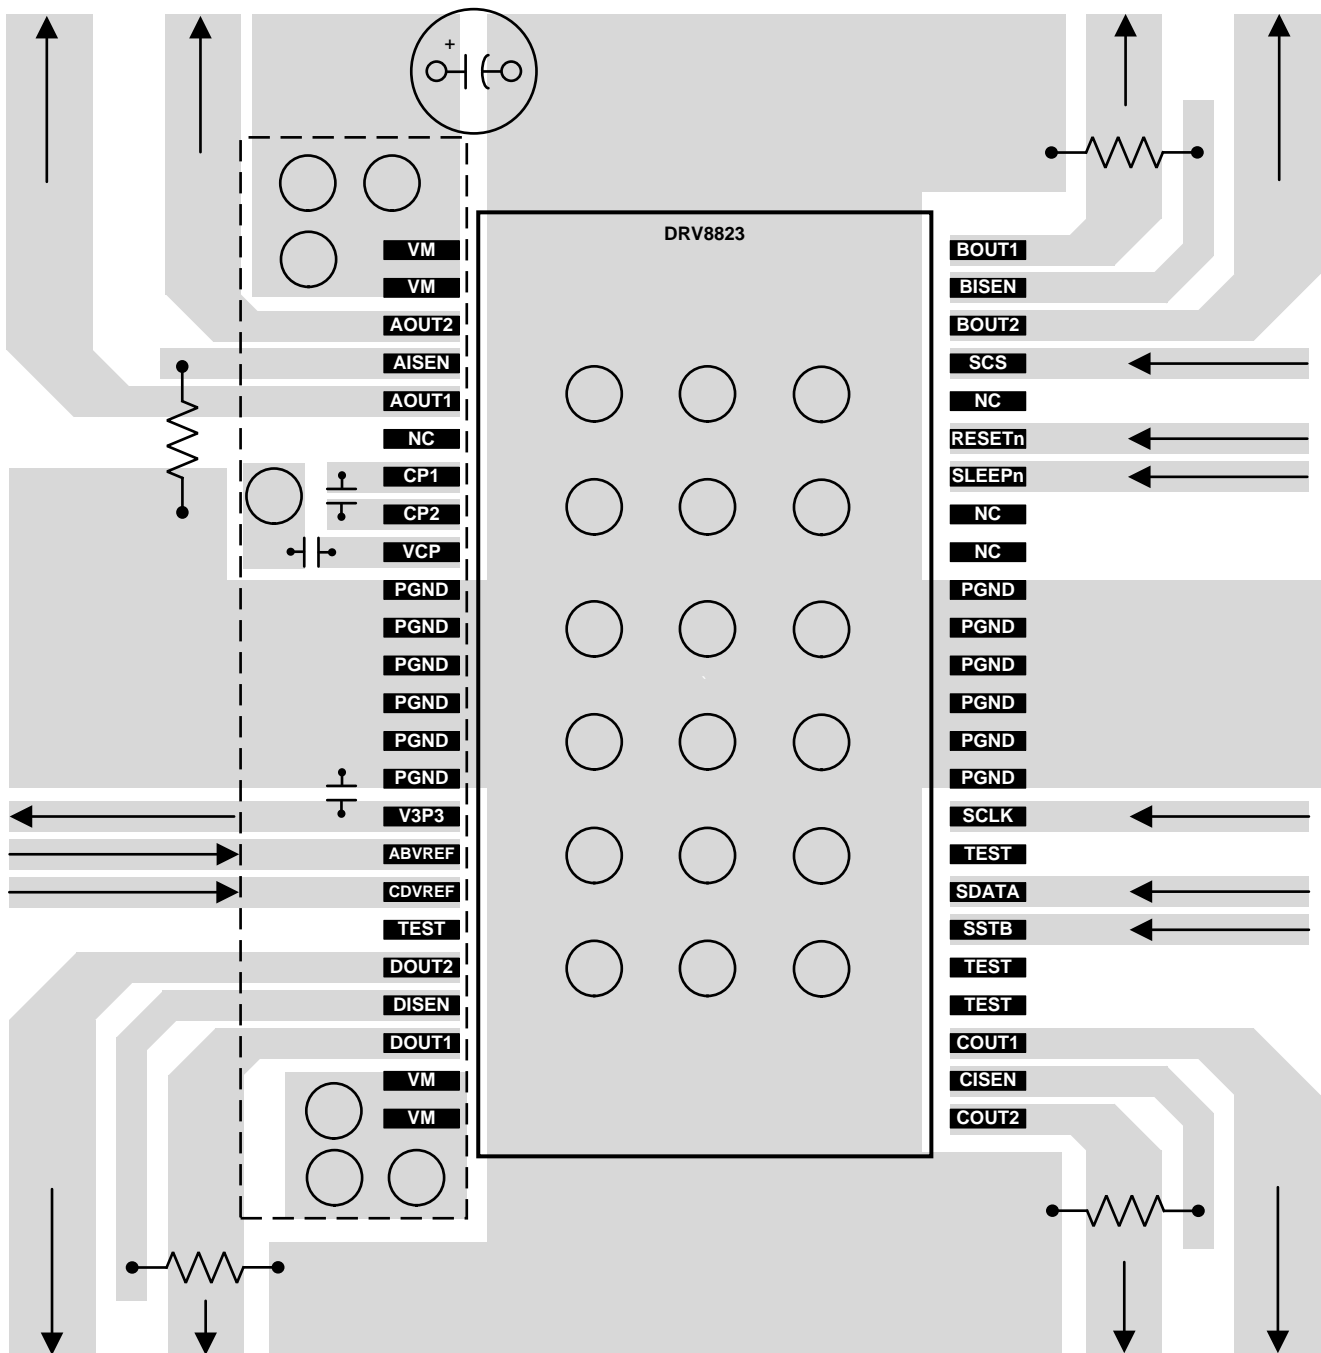 +
DRV8823
VM
VM
AOUT2
AISEN
AOUT1
NC
CP1
CP2
VCP
PGND
PGND
PGND
PGND
PGND
PGND
V3P3
ABVREF
CDVREF
TEST
DOUT2
DISEN
DOUT1
VM
VM
BOUT1
BISEN
BOUT2
SCS
NC
RESETn
SLEEPn
NC
NC
PGND
PGND
PGND
PGND
PGND
PGND
SCLK
TEST
SDATA
SSTB
TEST
TEST
COUT1
CISEN
COUT2